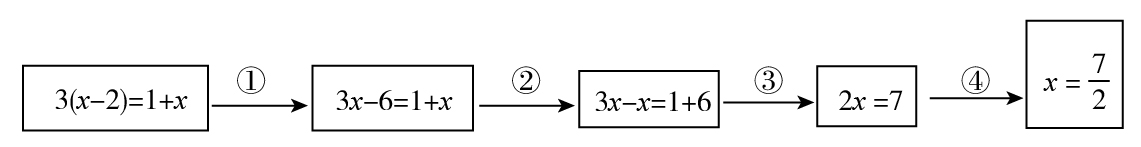 3(x−2)=1+x ① 3x−6=1+x ② 3x−x=1+6 ③ 2x =7 ④ x = 7/2